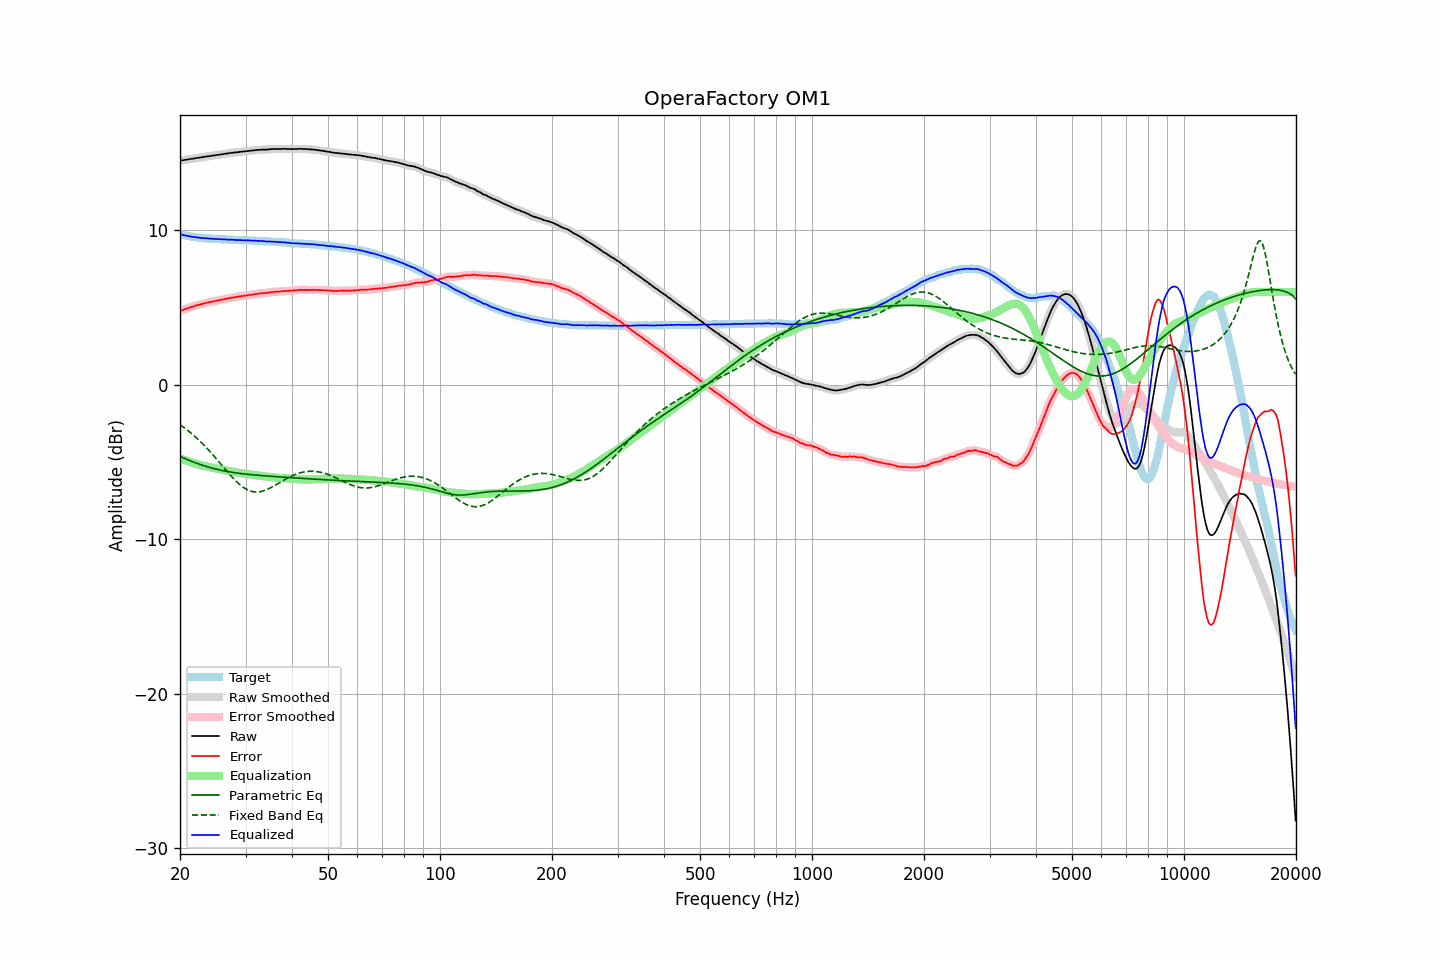 OperaFactory OM1
Amplitude (dBr)
10
0
−10
−20
−30
Target
Raw Smoothed
Error Smoothed
Raw
Error
Equalization
Parametric Eq
Fixed Band Eq
Equalized
20 50 100 200 500 1000 2000 5000 10000 20000
Frequency (Hz)